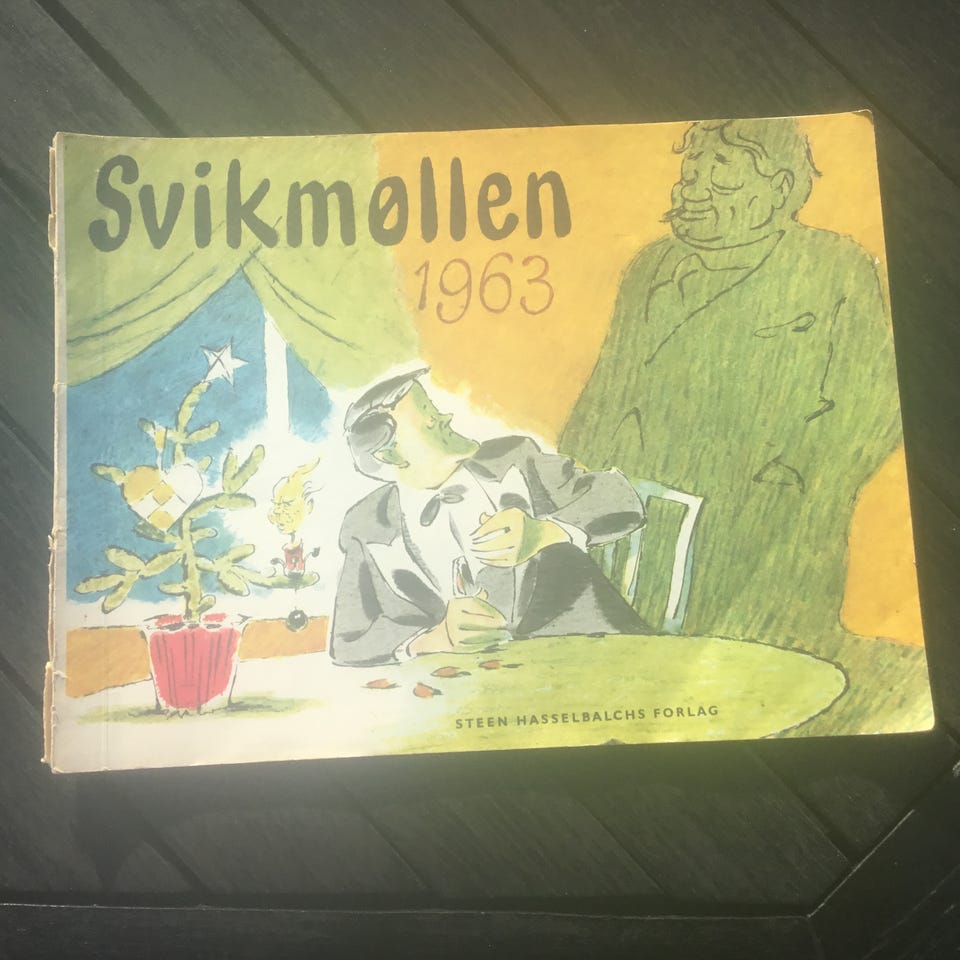 Svikmøllen
1963
STEEN HASSELBALCHS FORLAG